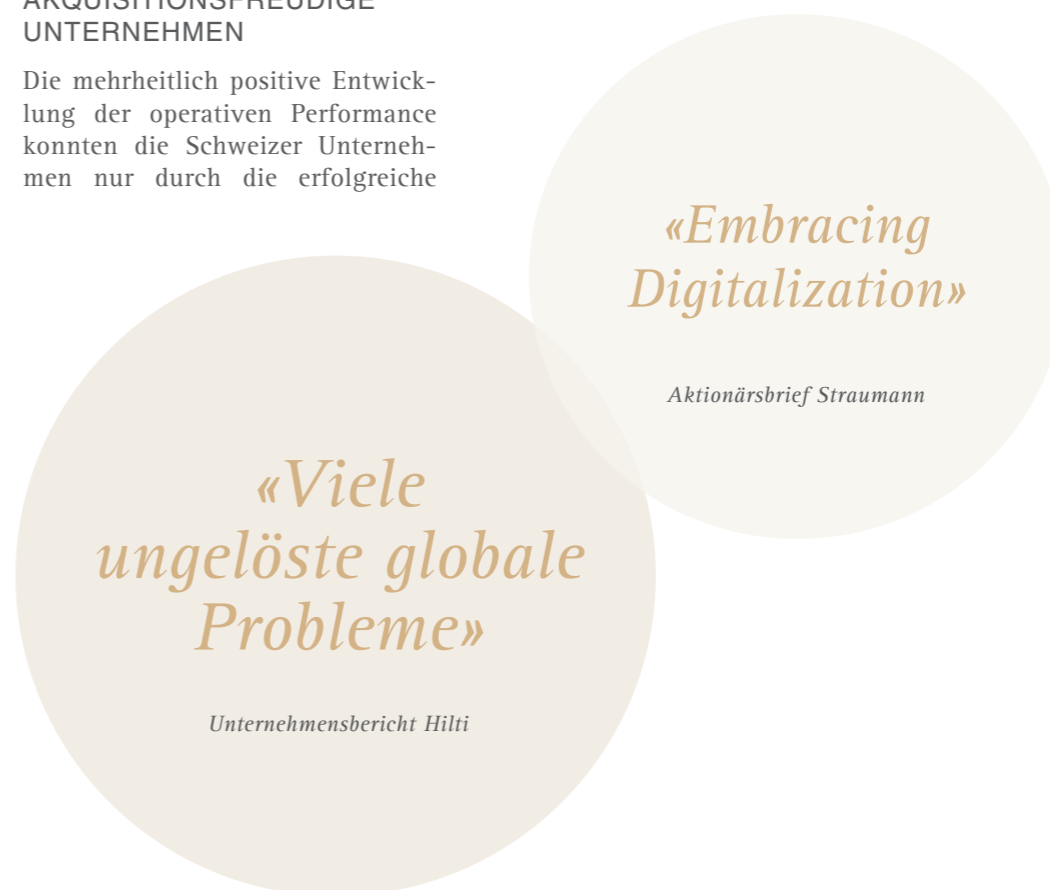 AKQUISITIONSFREUDIGE
UNTERNEHMEN
Die mehrheitlich positive Entwick-
lung der operativen Performance
konnten die Schweizer Unterneh-
men nur durch die erfolgreiche
«Embracing
Digitalization»
Aktionärsbrief Straumann
«Viele
ungelöste globale
Probleme»
Unternehmensbericht Hilti